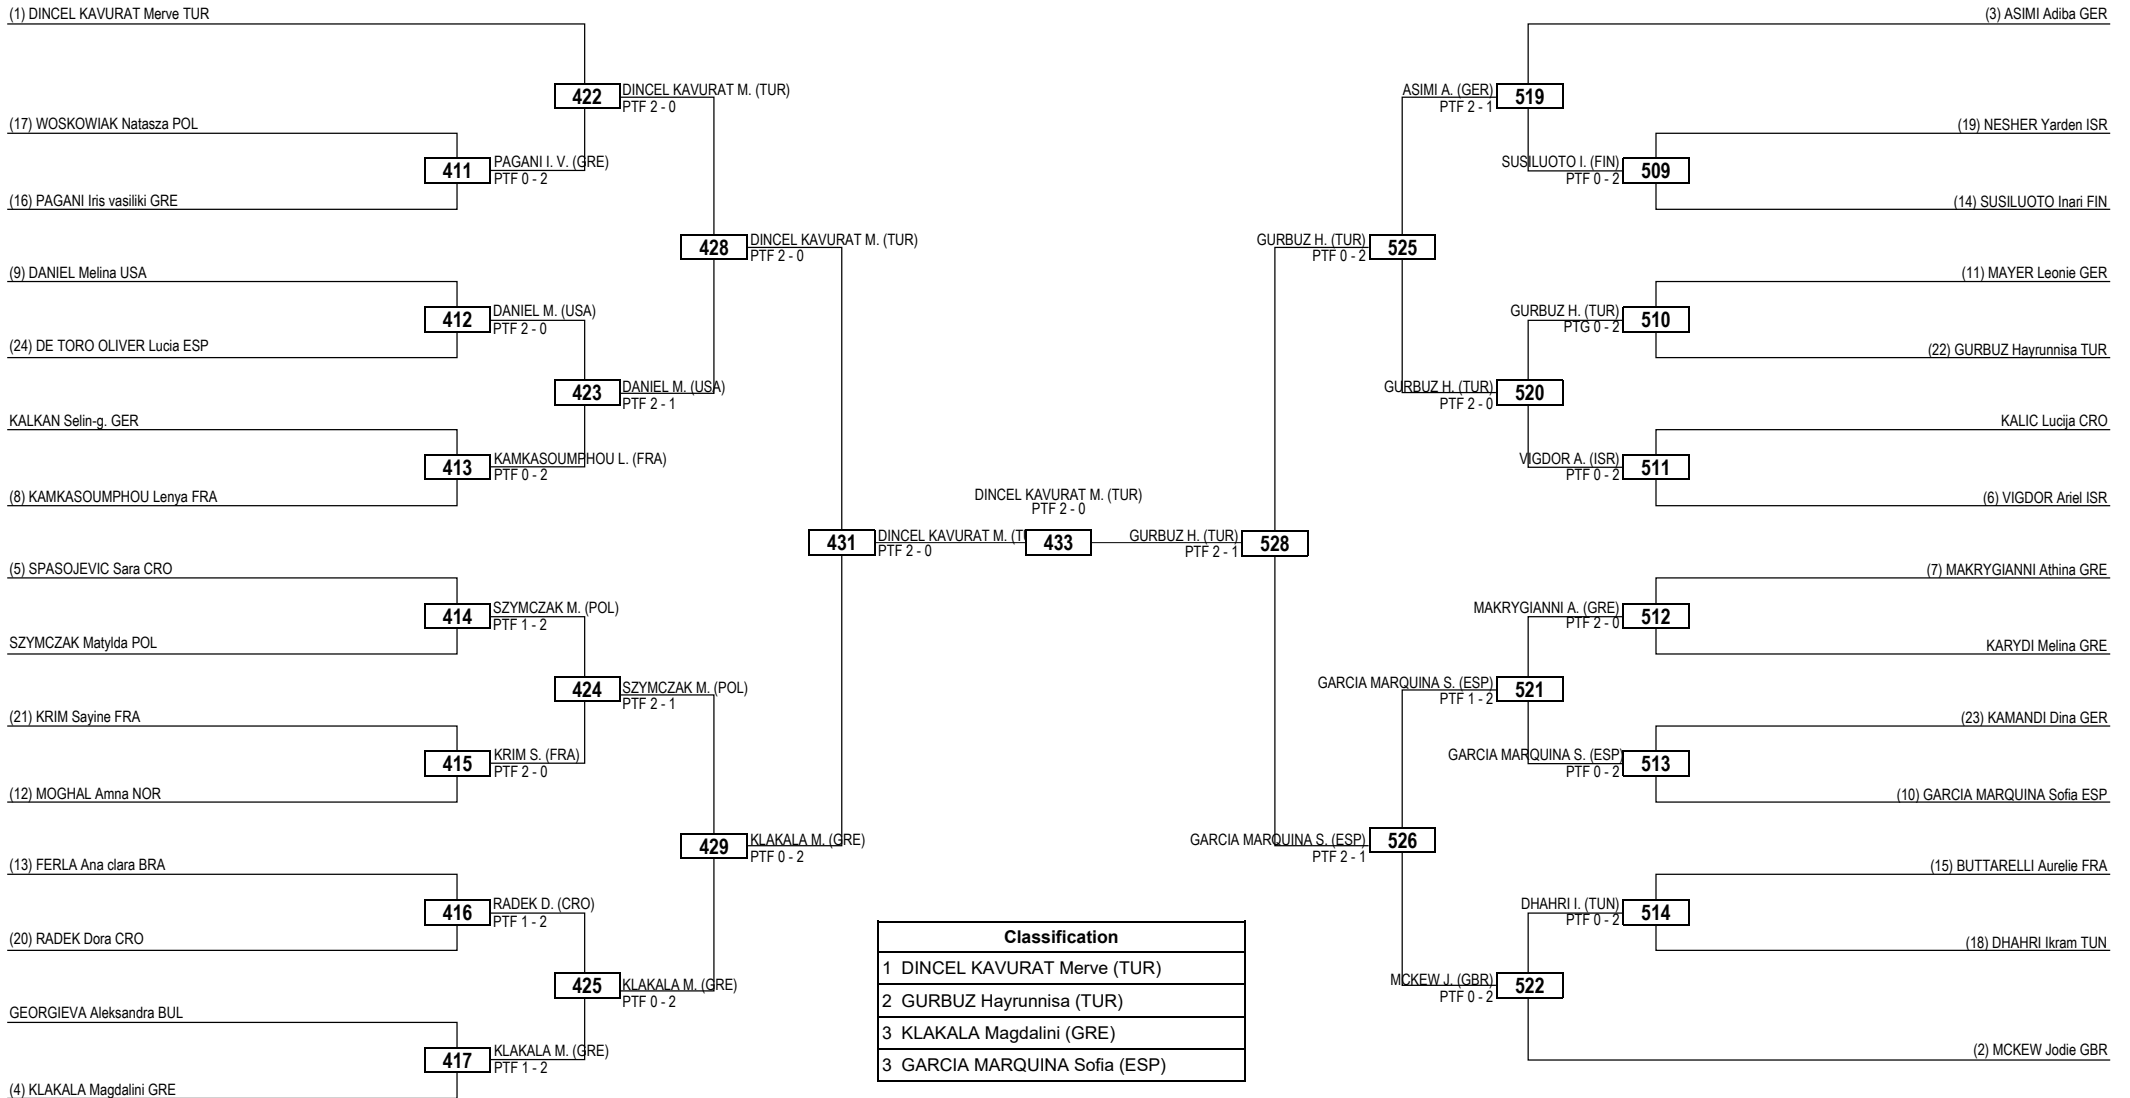 (1) DINCEL KAVURAT Merve TUR
(17) WOSKOWIAK Natasza POL
(16) PAGANI Iris vasiliki GRE
(9) DANIEL Melina USA
(24) DE TORO OLIVER Lucia ESP
KALKAN Selin-g. GER
(8) KAMKASOUMPHOU Lenya FRA
(5) SPASOJEVIC Sara CRO
SZYMCZAK Matylda POL
(21) KRIM Sayine FRA
(12) MOGHAL Amna NOR
(13) FERLA Ana clara BRA
(20) RADEK Dora CRO
GEORGIEVA Aleksandra BUL
(4) KLAKALA Magdalini GRE
411 PAGANI I. V. (GRE)
PTF 0 - 2
412 DANIEL M. (USA)
PTF 2 - 0
413 KAMKASOUMPHOU L. (FRA)
PTF 0 - 2
414 SZYMCZAK M. (POL)
PTF 1 - 2
415 KRIM S. (FRA)
PTF 2 - 0
416 RADEK D. (CRO)
PTF 1 - 2
417 KLAKALA M. (GRE)
PTF 1 - 2
422 DINCEL KAVURAT M. (TUR)
PTF 2 - 0
423 DANIEL M. (USA)
PTF 2 - 1
424 SZYMCZAK M. (POL)
PTF 2 - 1
425 KLAKALA M. (GRE)
PTF 0 - 2
428 DINCEL KAVURAT M. (TUR)
PTF 2 - 0
429 KLAKALA M. (GRE)
PTF 0 - 2
431 DINCEL KAVURAT M. (TU
PTF 2 - 0
DINCEL KAVURAT M. (TUR)
PTF 2 - 0
433
GURBUZ H. (TUR) 528
PTF 2 - 1
GURBUZ H. (TUR) 525
PTF 0 - 2
GARCIA MARQUINA S. (ESP) 526
PTF 2 - 1
ASIMI A. (GER) 519
PTF 2 - 1
GURBUZ H. (TUR) 520
PTF 2 - 0
GARCIA MARQUINA S. (ESP) 521
PTF 1 - 2
MCKEW J. (GBR) 522
PTF 0 - 2
SUSILUOTO I. (FIN) 509
PTF 0 - 2
GURBUZ H. (TUR) 510
PTG 0 - 2
VIGDOR A. (ISR) 511
PTF 0 - 2
MAKRYGIANNI A. (GRE) 512
PTF 2 - 0
GARCIA MARQUINA S. (ESP) 513
PTF 0 - 2
DHAHRI I. (TUN) 514
PTF 0 - 2
(3) ASIMI Adiba GER
(19) NESHER Yarden ISR
(14) SUSILUOTO Inari FIN
(11) MAYER Leonie GER
(22) GURBUZ Hayrunnisa TUR
KALIC Lucija CRO
(6) VIGDOR Ariel ISR
(7) MAKRYGIANNI Athina GRE
KARYDI Melina GRE
(23) KAMANDI Dina GER
(10) GARCIA MARQUINA Sofia ESP
(15) BUTTARELLI Aurelie FRA
(18) DHAHRI Ikram TUN
(2) MCKEW Jodie GBR
Classification
1 DINCEL KAVURAT Merve (TUR)
2 GURBUZ Hayrunnisa (TUR)
3 KLAKALA Magdalini (GRE)
3 GARCIA MARQUINA Sofia (ESP)